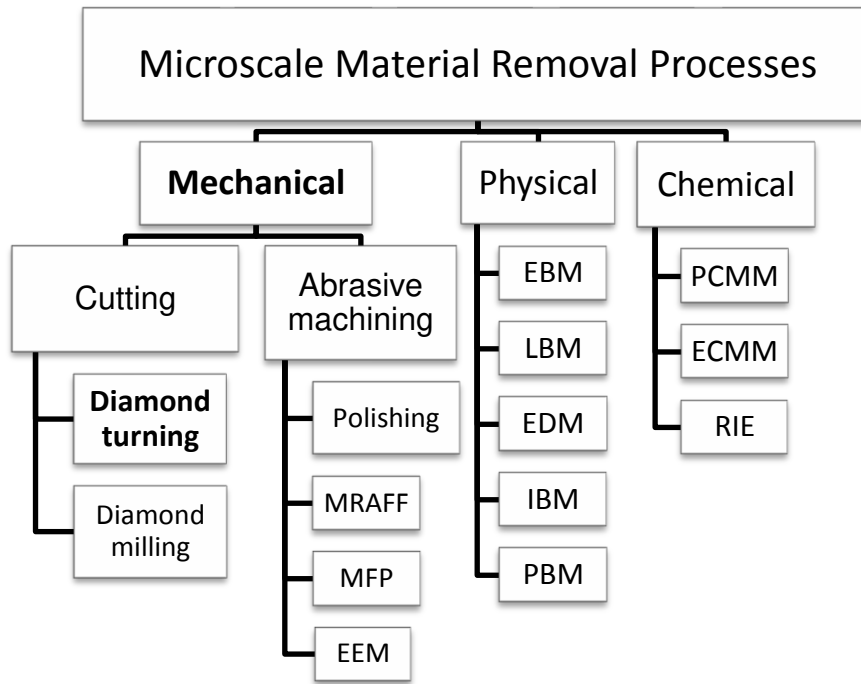 Microscale Material Removal Processes
Mechanical
Physical
Chemical
Cutting
Abrasive
machining
Diamond
turning
Diamond
milling
Polishing
MRAFF
MFP
EEM
EBM
LBM
EDM
IBM
PBM
PCMM
ECMM
RIE